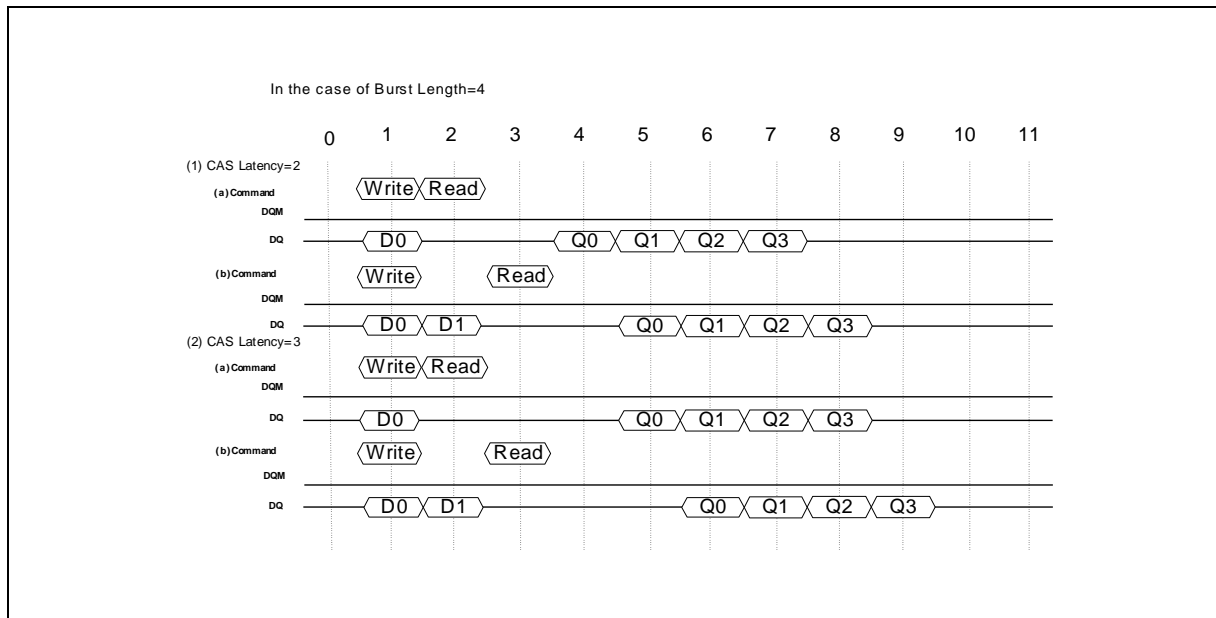 In the case of Burst Length=4
0 1 2 3 4 5 6 7 8 9 10 11
(1) CAS Latency=2
(a)Command Write Read
DQM
DQ D0 Q0 Q1 Q2 Q3
(b)Command Write Read
DQM
DQ D0 D1 Q0 Q1 Q2 Q3
(2) CAS Latency=3
(a)Command Write Read
DQM
DQ D0 Q0 Q1 Q2 Q3
(b)Command Write Read
DQM
DQ D0 D1 Q0 Q1 Q2 Q3